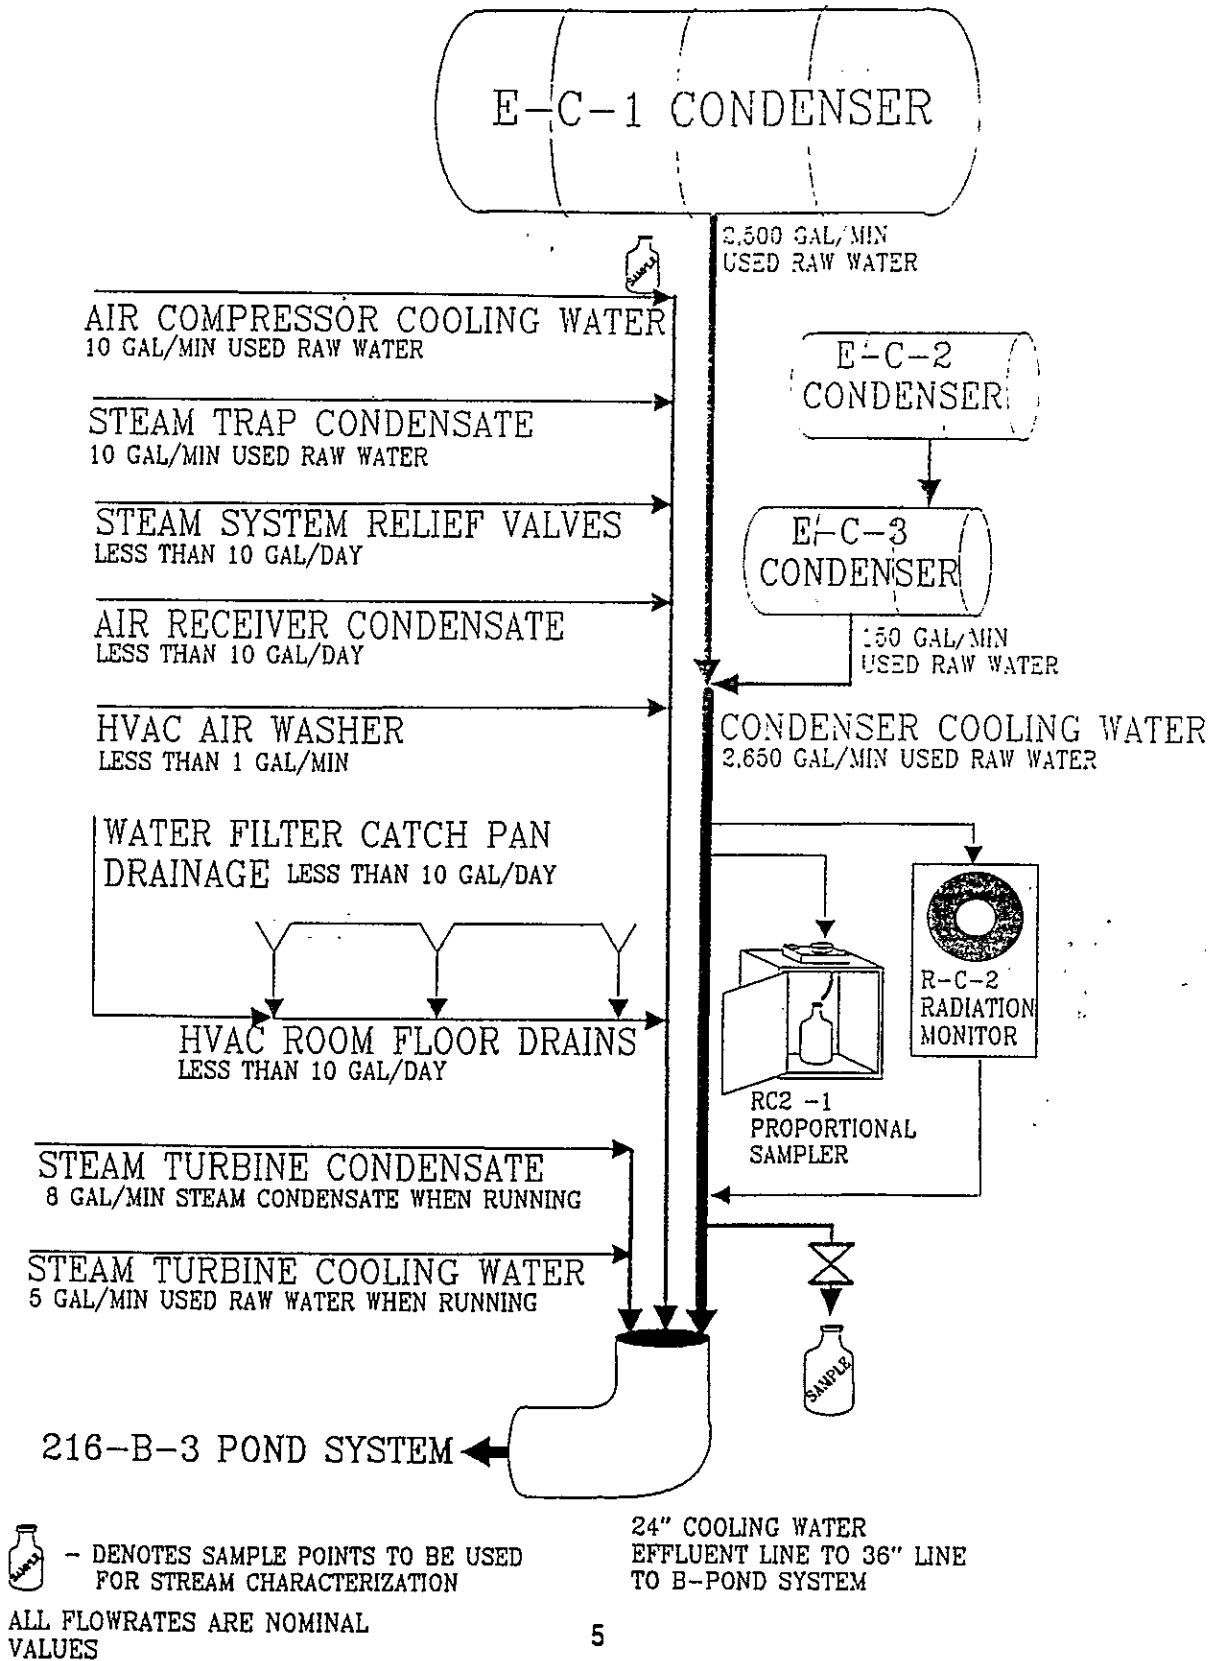 E-C-1 CONDENSER
2,500 GAL/MIN
USED RAW WATER
SAMPLE
AIR COMPRESSOR COOLING WATER
10 GAL/MIN USED RAW WATER
E-C-2
CONDENSER
STEAM TRAP CONDENSATE
10 GAL/MIN USED RAW WATER
STEAM SYSTEM RELIEF VALVES
LESS THAN 10 GAL/DAY
E-C-3
CONDENSER
AIR RECEIVER CONDENSATE
LESS THAN 10 GAL/DAY
150 GAL/MIN
USED RAW WATER
HVAC AIR WASHER
LESS THAN 1 GAL/MIN
CONDENSER COOLING WATER
2,650 GAL/MIN USED RAW WATER
WATER FILTER CATCH PAN
DRAINAGE LESS THAN 10 GAL/DAY
R-C-2
RADIATION
MONITOR
HVAC ROOM FLOOR DRAINS
LESS THAN 10 GAL/DAY
RC2 -1
PROPORTIONAL
SAMPLER
STEAM TURBINE CONDENSATE
8 GAL/MIN STEAM CONDENSATE WHEN RUNNING
STEAM TURBINE COOLING WATER
5 GAL/MIN USED RAW WATER WHEN RUNNING
SAMPLE
216-B-3 POND SYSTEM
24" COOLING WATER
EFFLUENT LINE TO 36" LINE
TO B-POND SYSTEM
SAMPLE
- DENOTES SAMPLE POINTS TO BE USED
FOR STREAM CHARACTERIZATION
ALL FLOWRATES ARE NOMINAL
VALUES
5